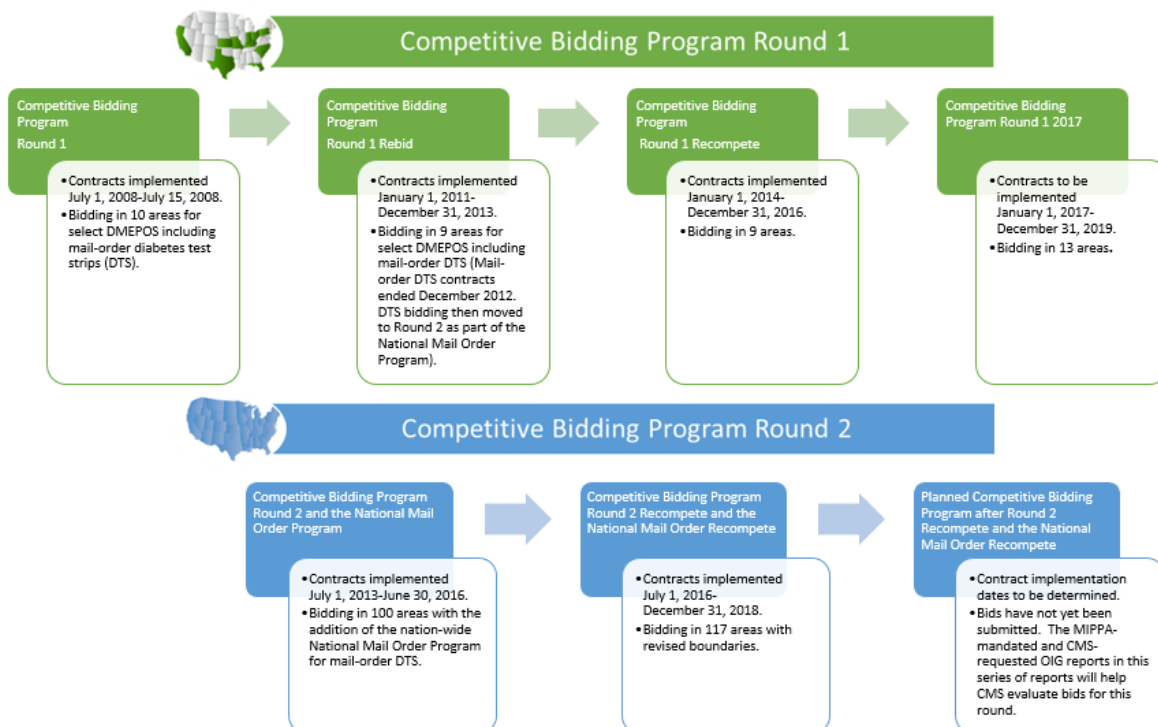 Competitive Bidding Program Round 1
Competitive Bidding
Program
Round 1
•Contracts implemented
July 1, 2008-July 15, 2008.
•Bidding in 10 areas for
select DMEPOS including
mail-order diabetes test
strips (DTS).
Competitive Bidding
Program
Round 1 Rebid
•Contracts implemented
January 1, 2011-
December 31, 2013.
•Bidding in 9 areas for
select DMEPOS including
mail-order DTS (Mail-
order DTS contracts
ended December 2012.
DTS bidding then moved
to Round 2 as part of the
National Mail Order
Program).
Competitive Bidding
Program
Round 1 Recompete
•Contracts implemented
January 1, 2014-
December 31, 2016.
•Bidding in 9 areas.
Competitive Bidding
Program Round 1 2017
•Contracts to be
implemented
January 1, 2017-
December 31, 2019.
•Bidding in 13 areas.
Competitive Bidding Program Round 2
Competitive Bidding Program
Round 2 and the National Mail
Order Program
•Contracts implemented
July 1, 2013-June 30, 2016.
•Bidding in 100 areas with the
addition of the nation-wide
National Mail Order Program
for mail-order DTS.
Competitive Bidding Program
Round 2 Recompete and the
National Mail Order Recompete
•Contracts implemented
July 1, 2016-
December 31, 2018.
•Bidding in 117 areas with
revised boundaries.
Planned Competitive Bidding
Program after Round 2
Recompete and the National
Mail Order Recompete
•Contract implementation
dates to be determined.
•Bids have not yet been
submitted. The MIPPA-
mandated and CMS-
requested OIG reports in this
series of reports will help
CMS evaluate bids for this
round.